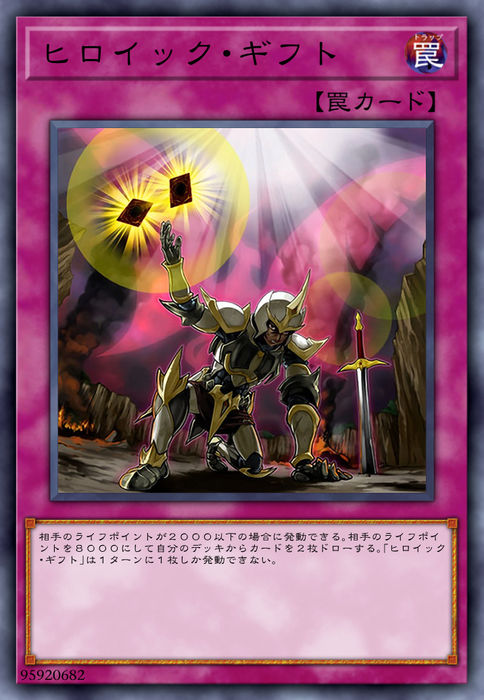 ヒロイック・ギフト
トラップ
罠
【罠カード】
相手のライフポイントが２０００以下の場合に発動できる。相手のライフポイ
ントを８０００にして自分のデッキからカードを２枚ドローする。「ヒロイック
・ギフト」は１ターンに１枚しか発動できない。
95920682